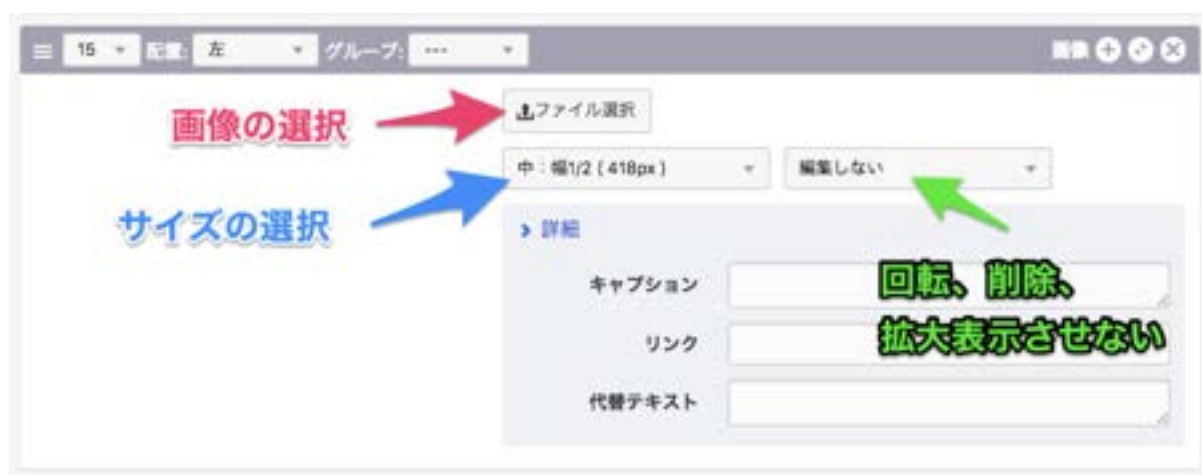 15 配置: 左 グループ: --- 画像
画像の選択 ファイル選択
中：幅1/2 ( 418px ) 編集しない
サイズの選択
詳細
キャプション
回転、削除、
拡大表示させない
リンク
代替テキスト